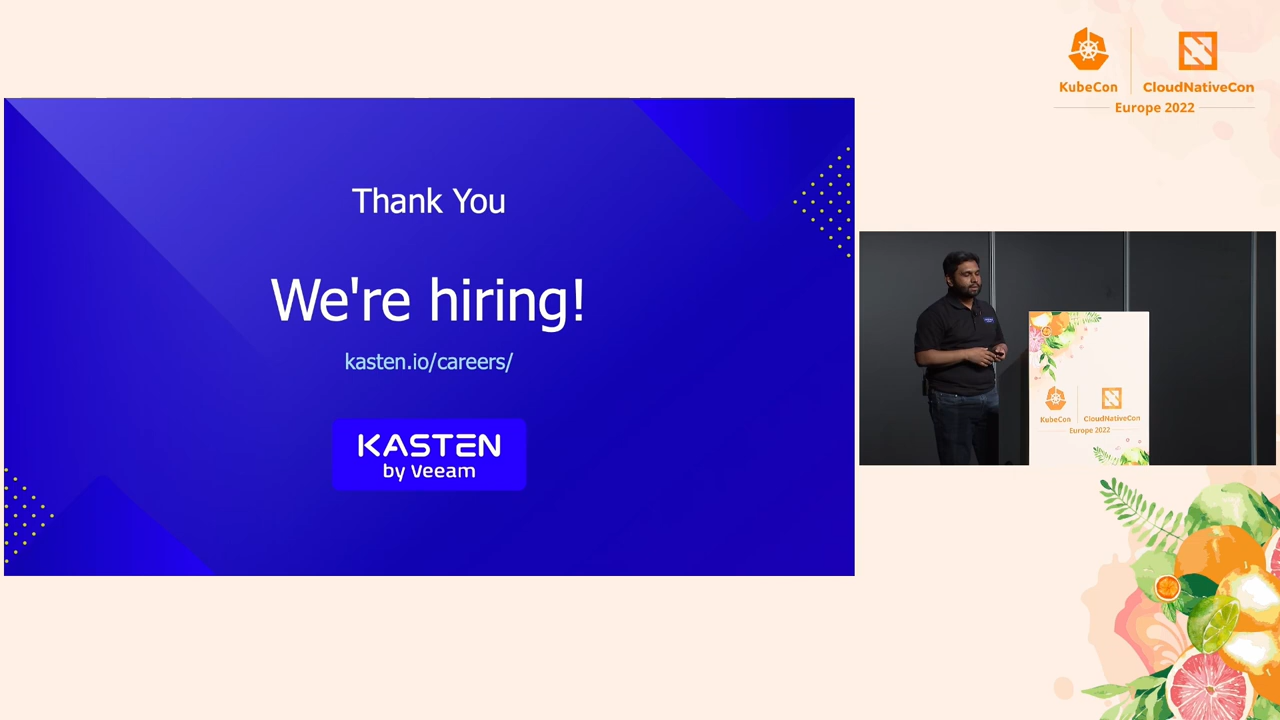 Thank You
We're hiring!
kasten.io/careers/
KASTEN
by Veeam
KubeCon
CloudNativeCon
Europe 2022
KubeCon
CloudNativeCon
Europe 2022